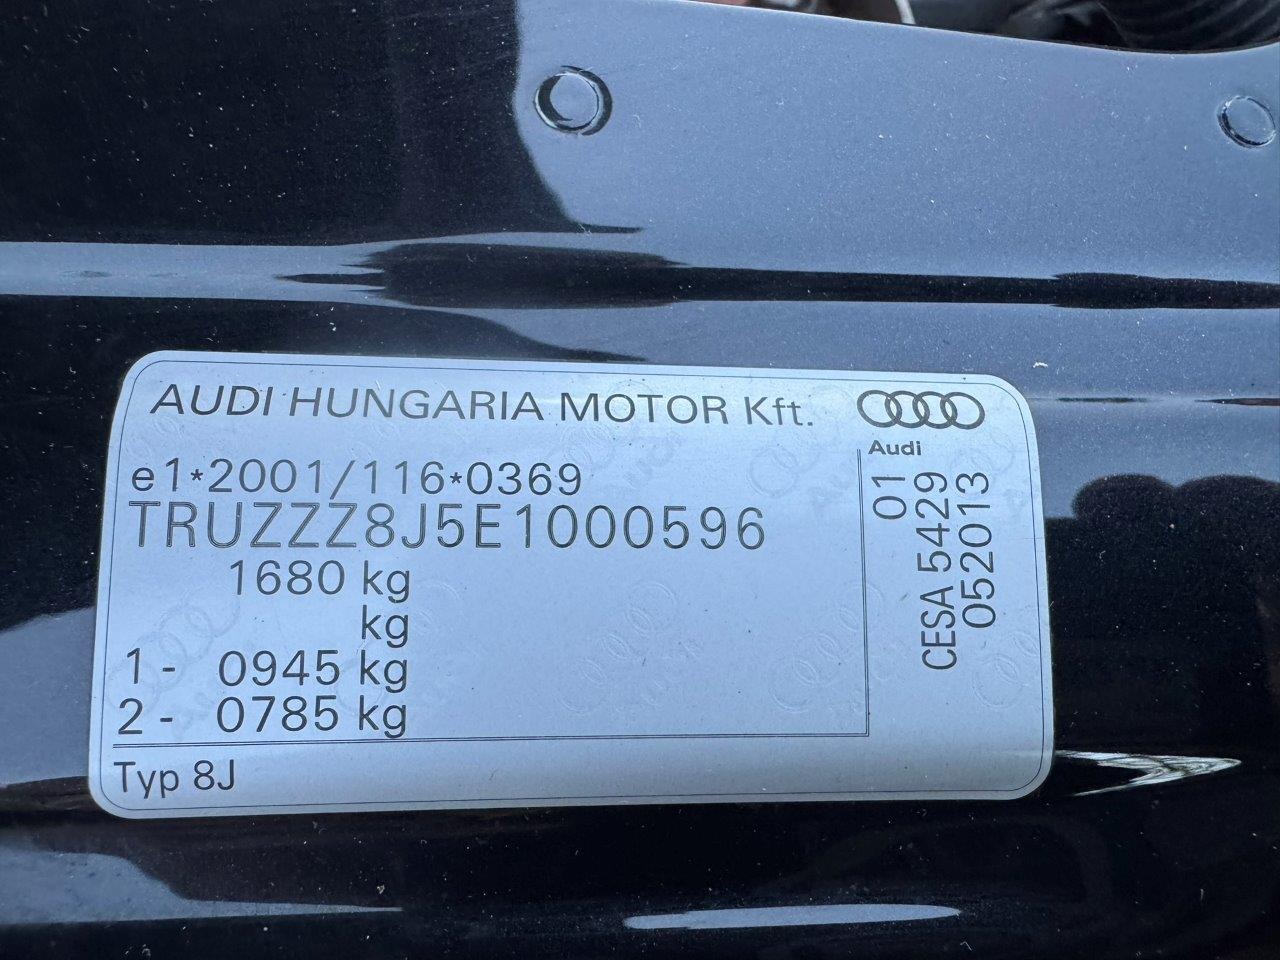 AUDI HUNGARIA MOTOR Kft.
Audi
e1*2001/116*0369
TRUZZZ8J5E1000596
1680 kg
kg
1 - 0945 kg
2 - 0785 kg
Typ 8J
01
CESA 5429
052013